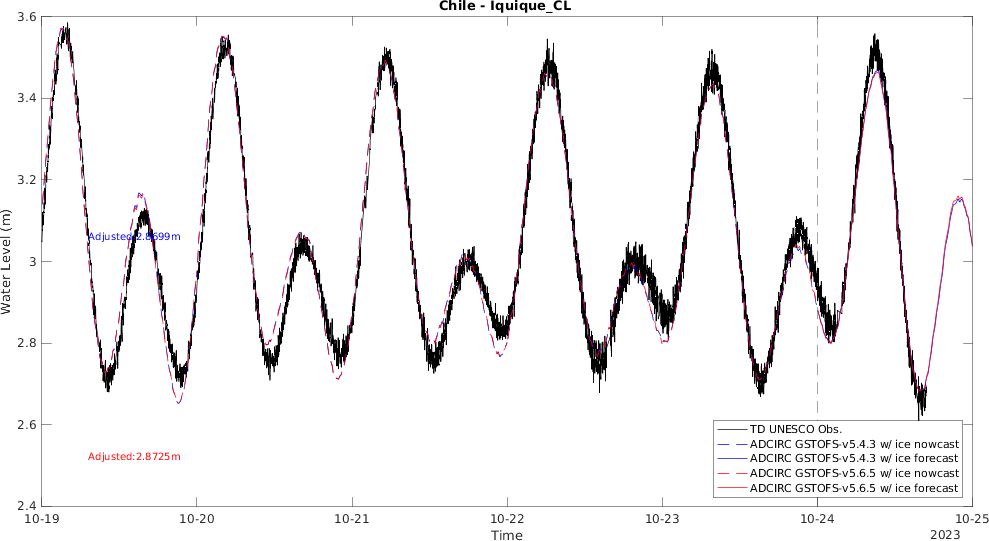 Chile - Iquique_CL
3.6
3.4
3.2
3
2.8
2.6
2.4
Water Level (m)
Adjusted:2.8699m
Adjusted:2.8725m
TD UNESCO Obs.
ADCIRC GSTOFS-v5.4.3 w/ ice nowcast
ADCIRC GSTOFS-v5.4.3 w/ ice forecast
ADCIRC GSTOFS-v5.6.5 w/ ice nowcast
ADCIRC GSTOFS-v5.6.5 w/ ice forecast
10-19 10-20 10-21 10-22 10-23 10-24 10-25
Time
2023